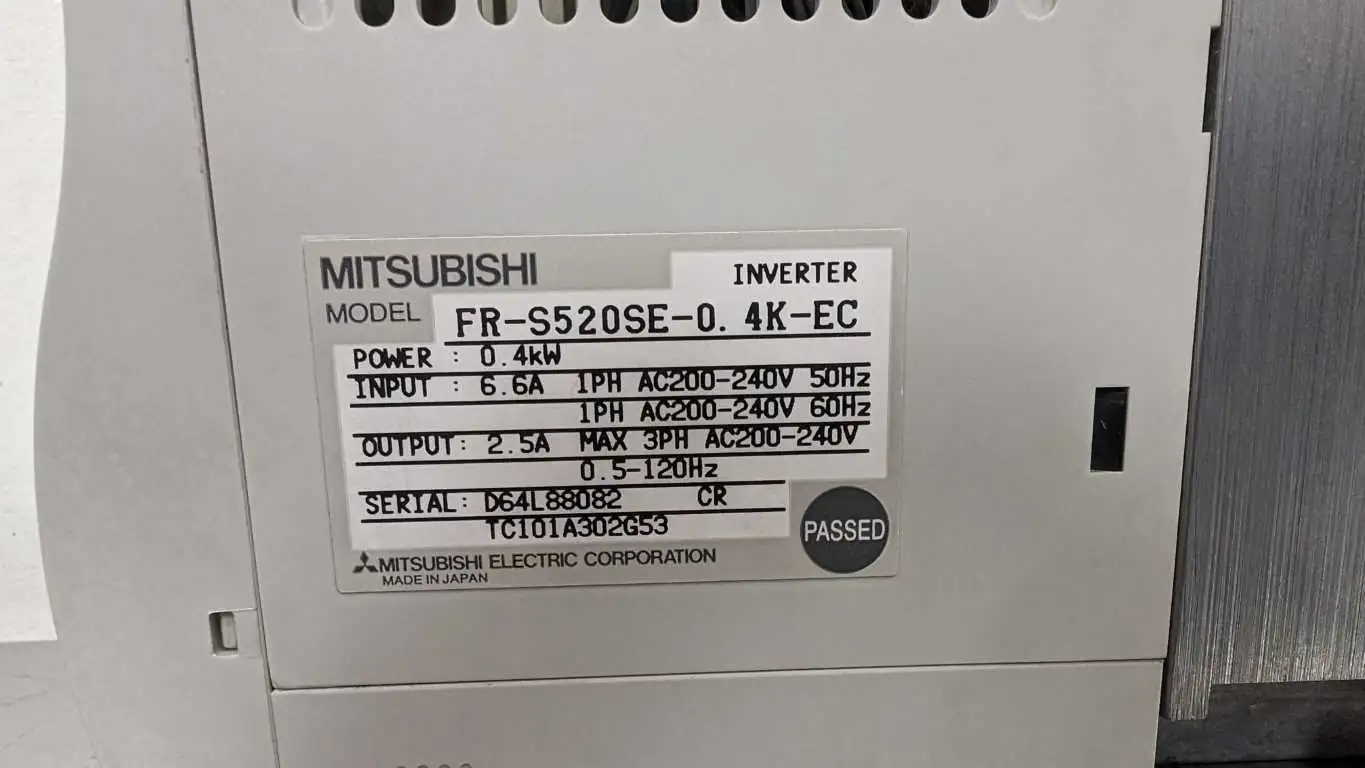 MITSUBISHI
INVERTER
MODEL FR-S520SE-0.4K-EC
POWER : 0.4kW
INPUT : 6.6A 1PH AC200-240V 50Hz
1PH AC200-240V 60Hz
OUTPUT: 2.5A MAX 3PH AC200-240V
0.5-120Hz
SERIAL: D64L88082 CR
TC101A302G53
PASSED
MITSUBISHI ELECTRIC CORPORATION
MADE IN JAPAN